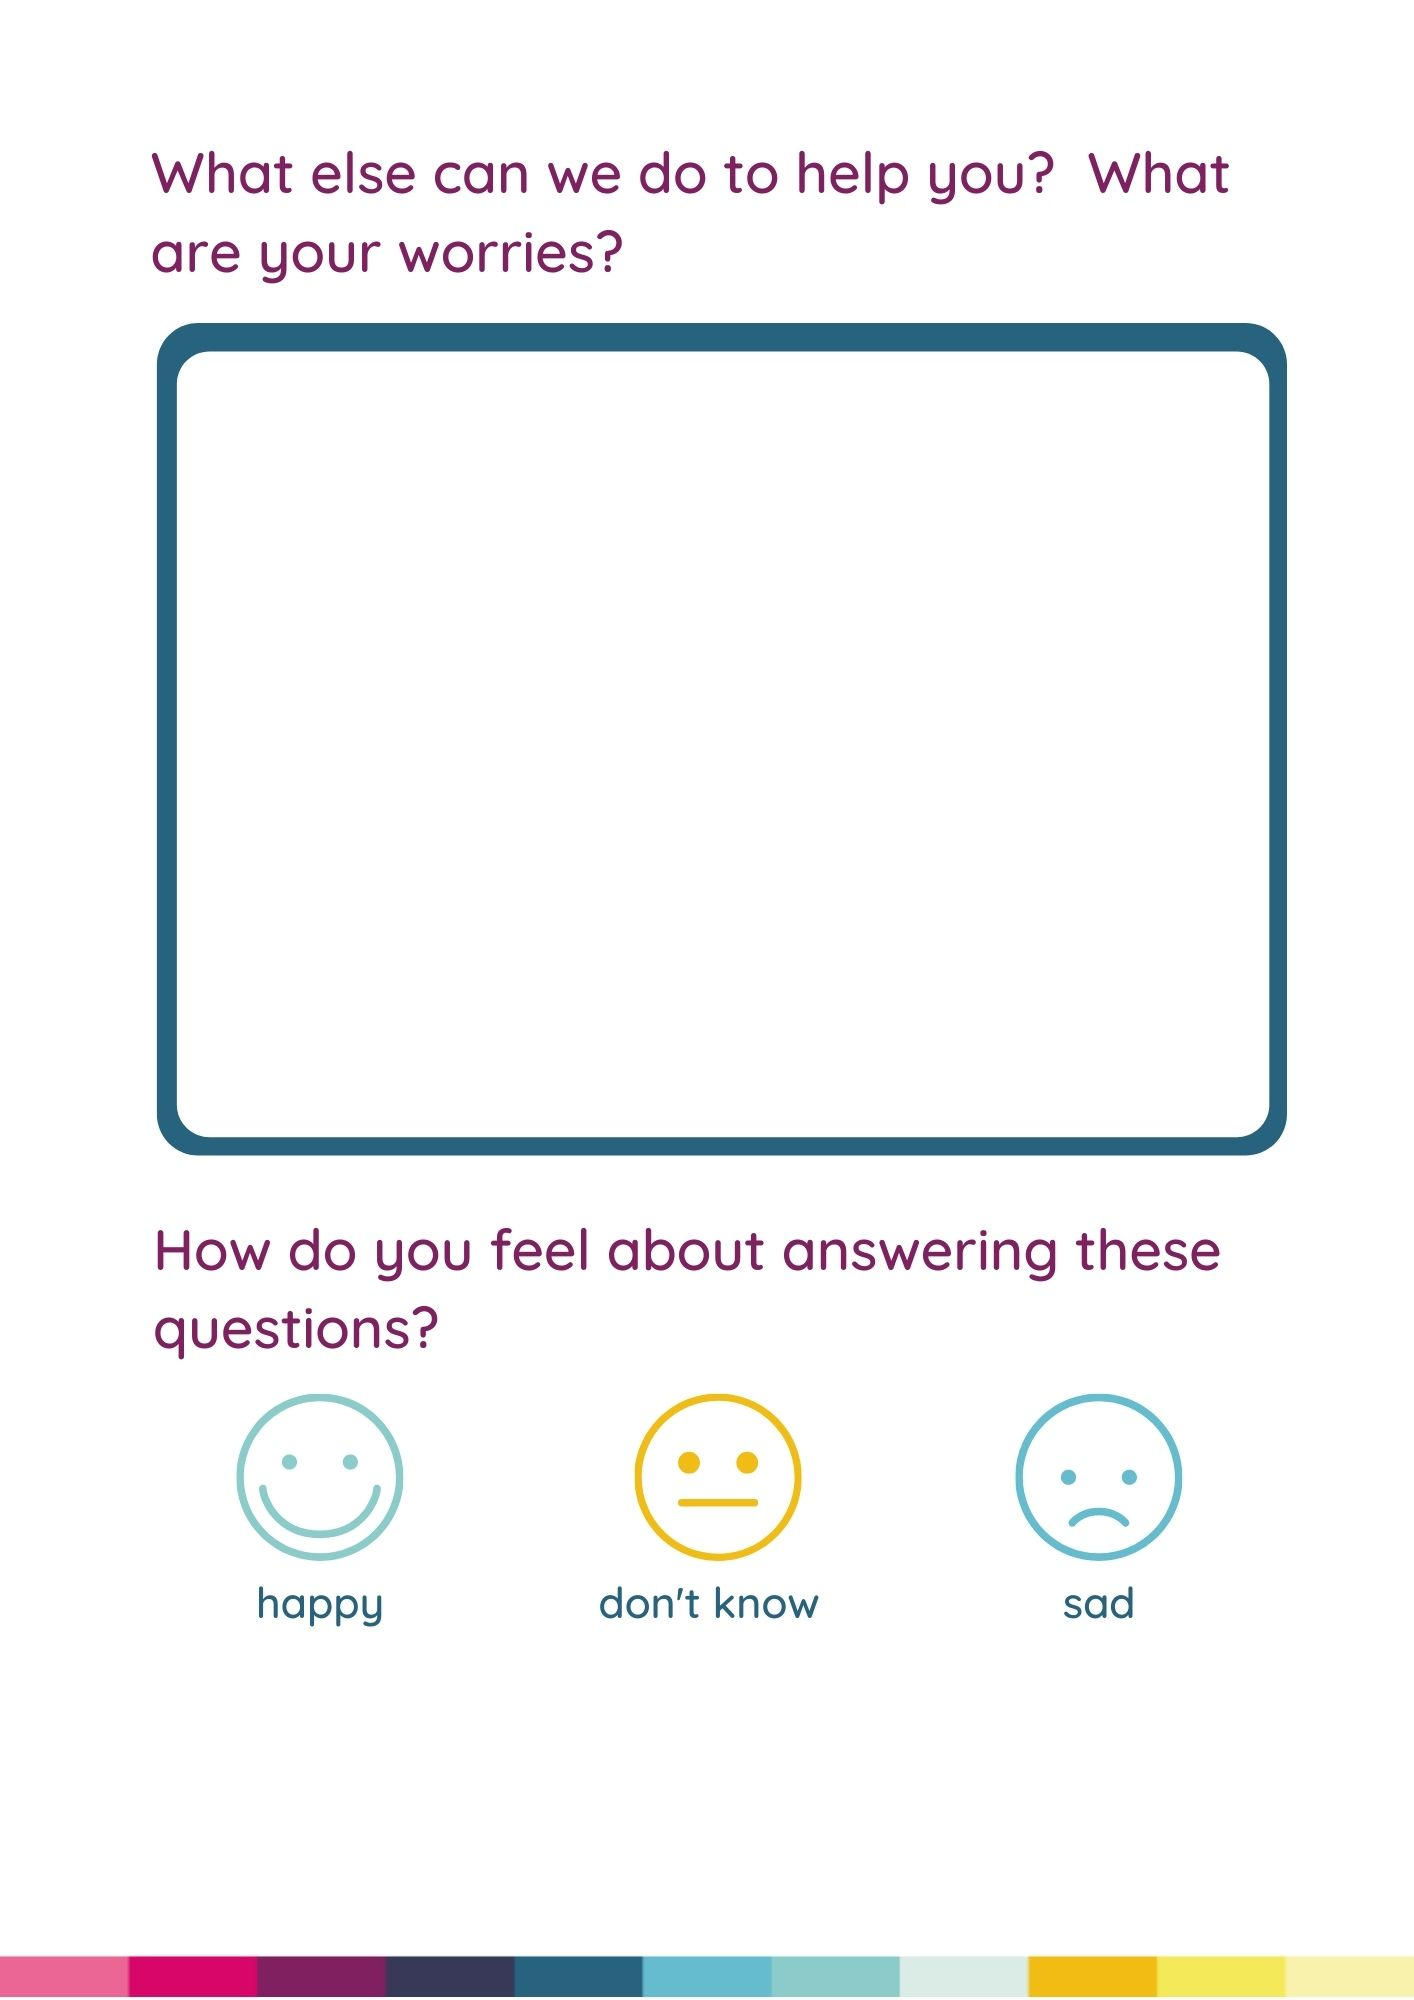 What else can we do to help you?  What
are your worries?
How do you feel about answering these
questions?
happy
don't know
sad